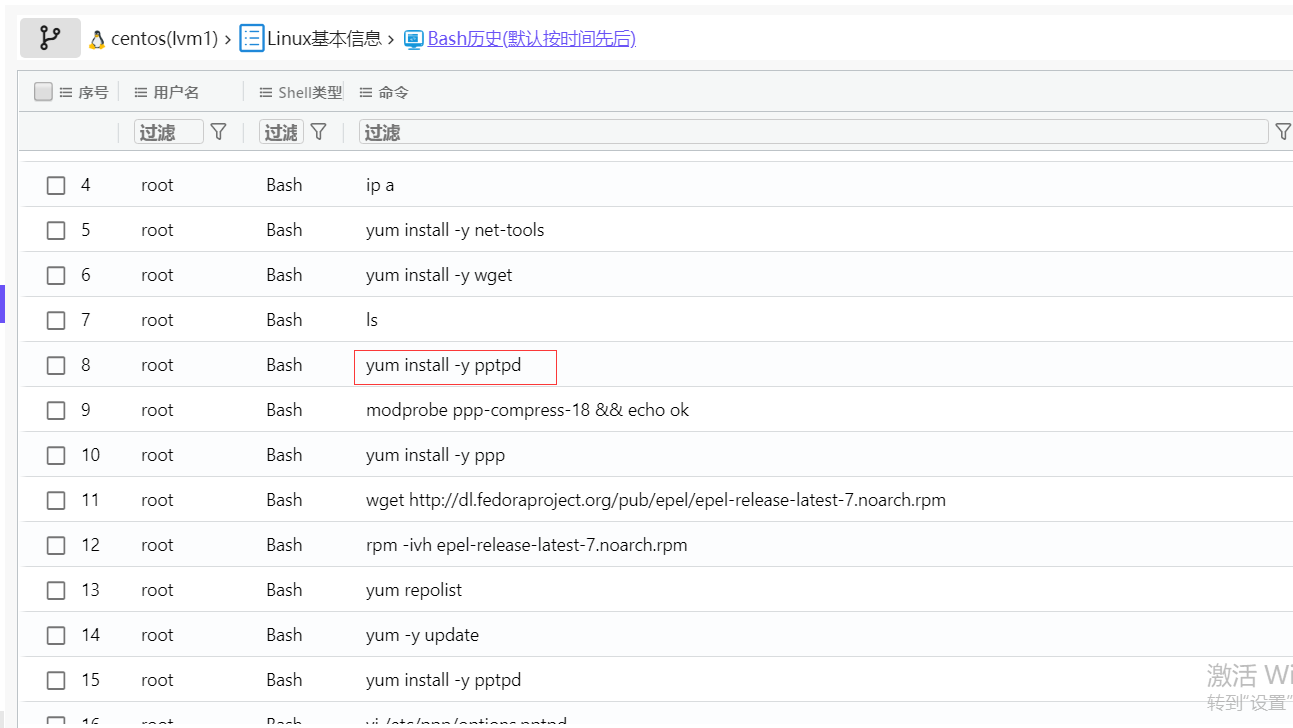 centos(lvm1) › Linux基本信息 › Bash历史(默认按时间先后)
序号 用户名 Shell类型 命令
过滤 过滤 过滤
4 root Bash ip a
5 root Bash yum install -y net-tools
6 root Bash yum install -y wget
7 root Bash ls
8 root Bash yum install -y pptpd
9 root Bash modprobe ppp-compress-18 && echo ok
10 root Bash yum install -y ppp
11 root Bash wget http://dl.fedoraproject.org/pub/epel/epel-release-latest-7.noarch.rpm
12 root Bash rpm -ivh epel-release-latest-7.noarch.rpm
13 root Bash yum repolist
14 root Bash yum -y update
15 root Bash yum install -y pptpd
激活 Wi
转到"设置"
16 root Bash vi /etc/ppp/options.pptpd